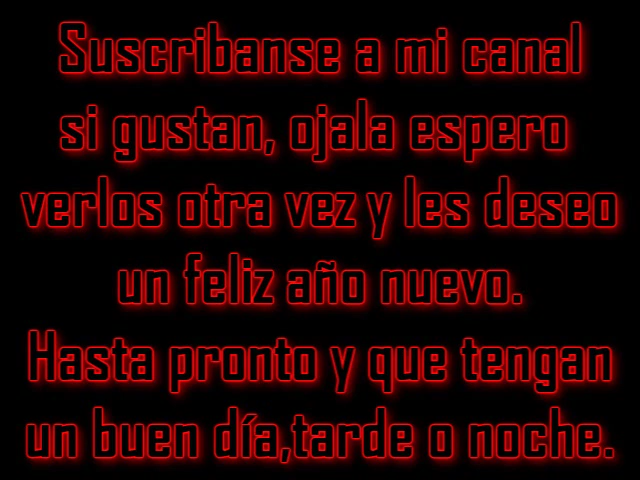 Suscribanse a mi canal
si gustan, ojala espero
verlos otra vez y les deseo
un feliz año nuevo.
Hasta pronto y que tengan
un buen día,tarde o noche.